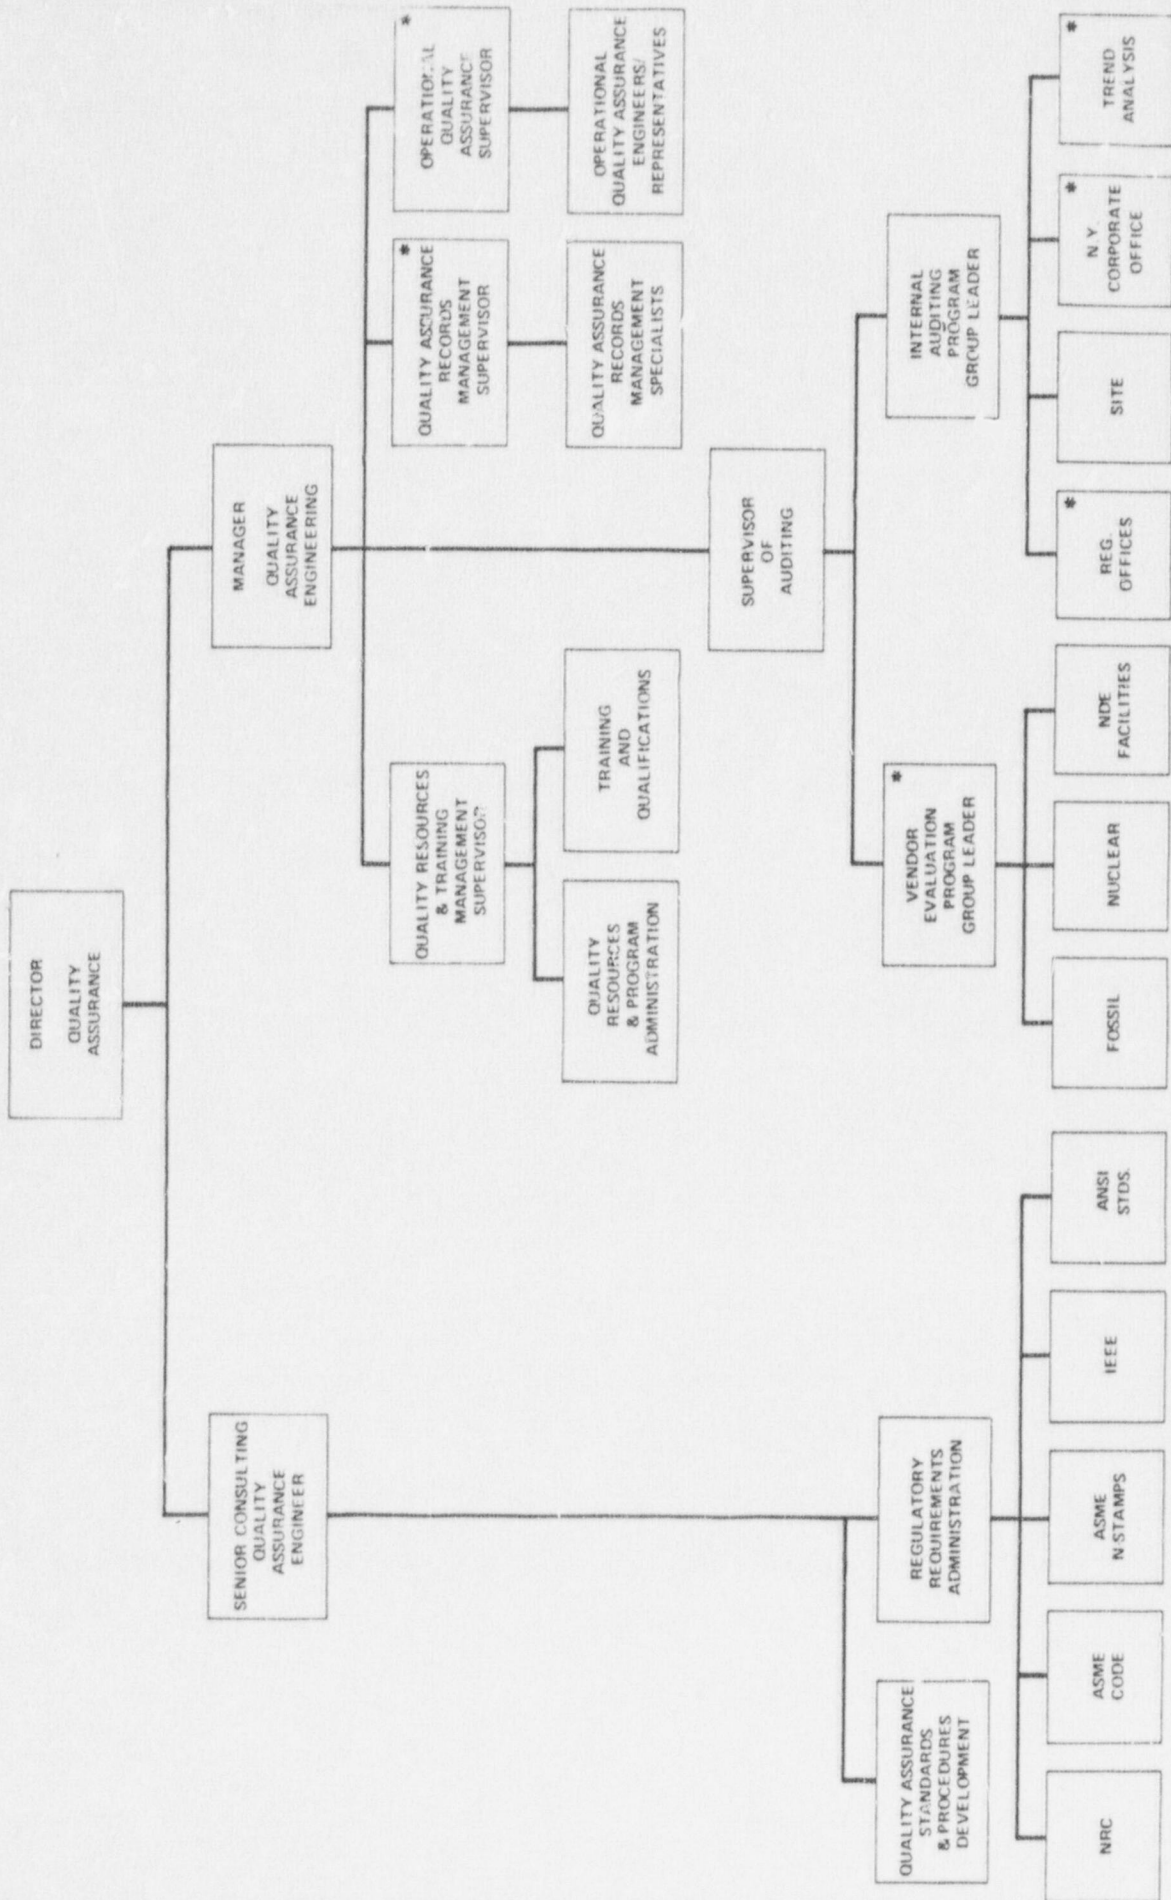 DIRECTOR
QUALITY
ASSURANCE
SENIOR CONSULTING
QUALITY
ASSURANCE
ENGINEER
MANAGER
QUALITY
ASSURANCE
ENGINEERING
QUALITY RESOURCES
& TRAINING
MANAGEMENT
SUPERVISOR
*
QUALITY ASSURANCE
RECORDS
MANAGEMENT
SUPERVISOR
*
OPERATIONAL
QUALITY
ASSURANCE
SUPERVISOR
QUALITY
RESOURCES
& PROGRAM
ADMINISTRATION
TRAINING
AND
QUALIFICATIONS
QUALITY ASSURANCE
RECORDS
MANAGEMENT
SPECIALISTS
OPERATIONAL
QUALITY ASSURANCE
ENGINEERS/
REPRESENTATIVES
SUPERVISOR
OF
AUDITING
QUALITY ASSURANCE
STANDARDS
& PROCEDURES
DEVELOPMENT
REGULATORY
REQUIREMENTS
ADMINISTRATION
*
VENDOR
EVALUATION
PROGRAM
GROUP LEADER
INTERNAL
AUDITING
PROGRAM
GROUP LEADER
NRC
ASME
CODE
ASME
N STAMPS
IEEE
ANSI
STDS.
FOSSIL
NUCLEAR
NDE
FACILITIES
*
REG.
OFFICES
SITE
*
N.Y.
CORPORATE
OFFICE
*
TREND
ANALYSIS